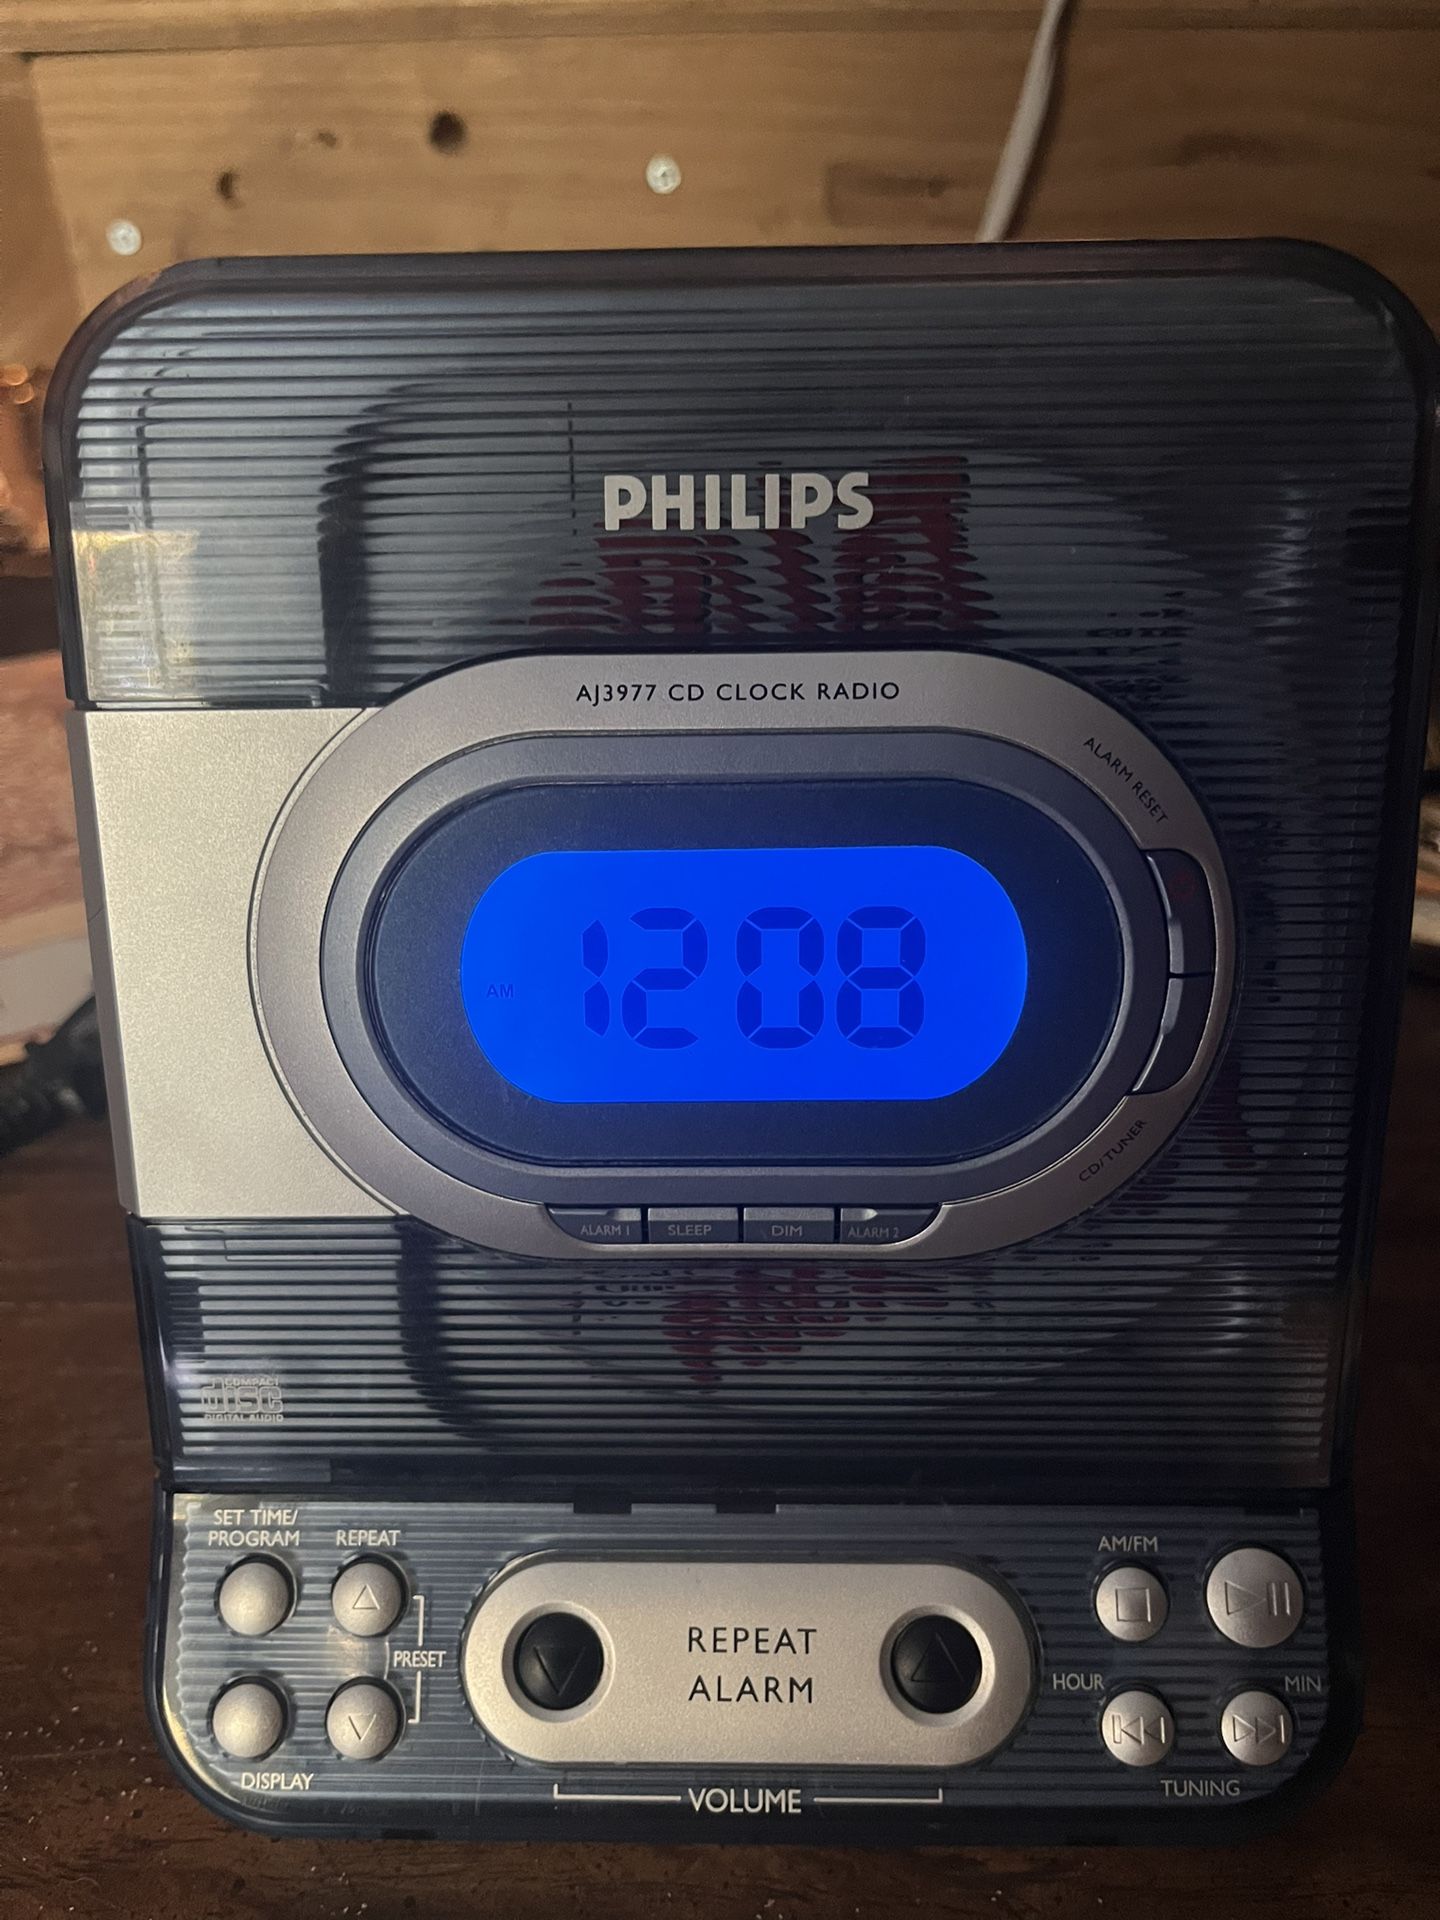 PHILIPS
AJ3977 CD CLOCK RADIO
ALARM RESET
AM 12 08
CD/TUNER
ALARM 1 SLEEP DIM ALARM 2
COMPACT
disc
DIGITAL AUDIO
SET TIME/
PROGRAM
REPEAT
AM/FM
PRESET
REPEAT
ALARM
HOUR
MIN
DISPLAY
VOLUME
TUNING